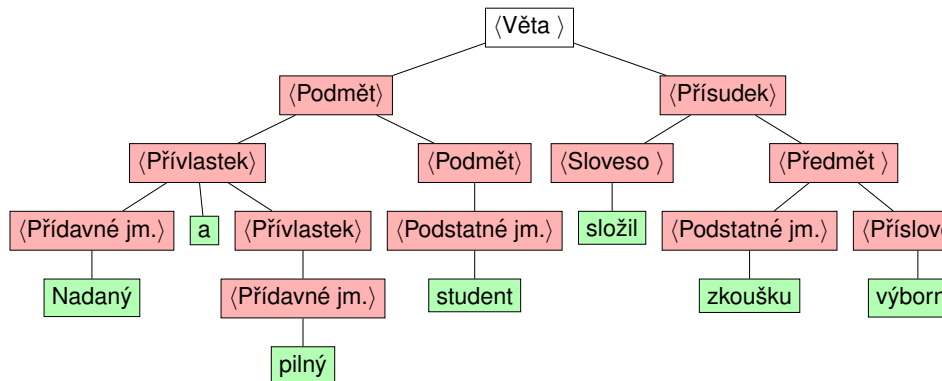 ⟨Věta ⟩
⟨Podmět⟩ ⟨Přísudek⟩
⟨Přívlastek⟩ ⟨Podmět⟩ ⟨Sloveso ⟩ ⟨Předmět ⟩
⟨Přídavné jm.⟩ a ⟨Přívlastek⟩ ⟨Podstatné jm.⟩ složil ⟨Podstatné jm.⟩
Nadaný ⟨Přídavné jm.⟩ student zkoušku
pilný